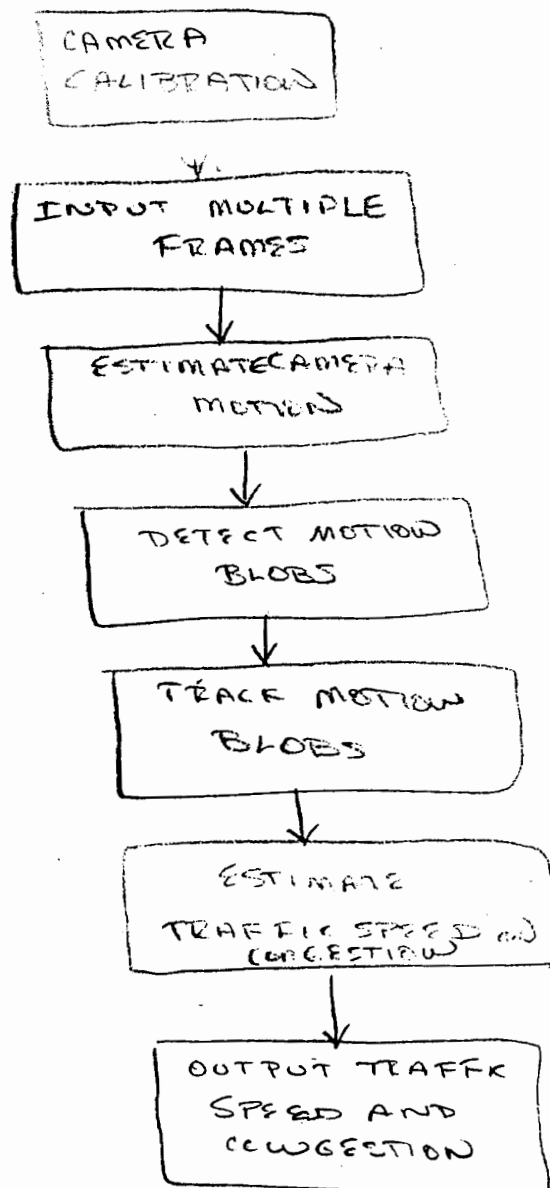 CAMERA
CALIBRATION
INPUT MULTIPLE
FRAMES
ESTIMATE CAMERA
MOTION
DETECT MOTION
BLOBS
TRACK MOTION
BLOBS
ESTIMATE
TRAFFIC SPEED
CONGESTION
OUTPUT TRAFFIC
SPEED AND
CONGESTION